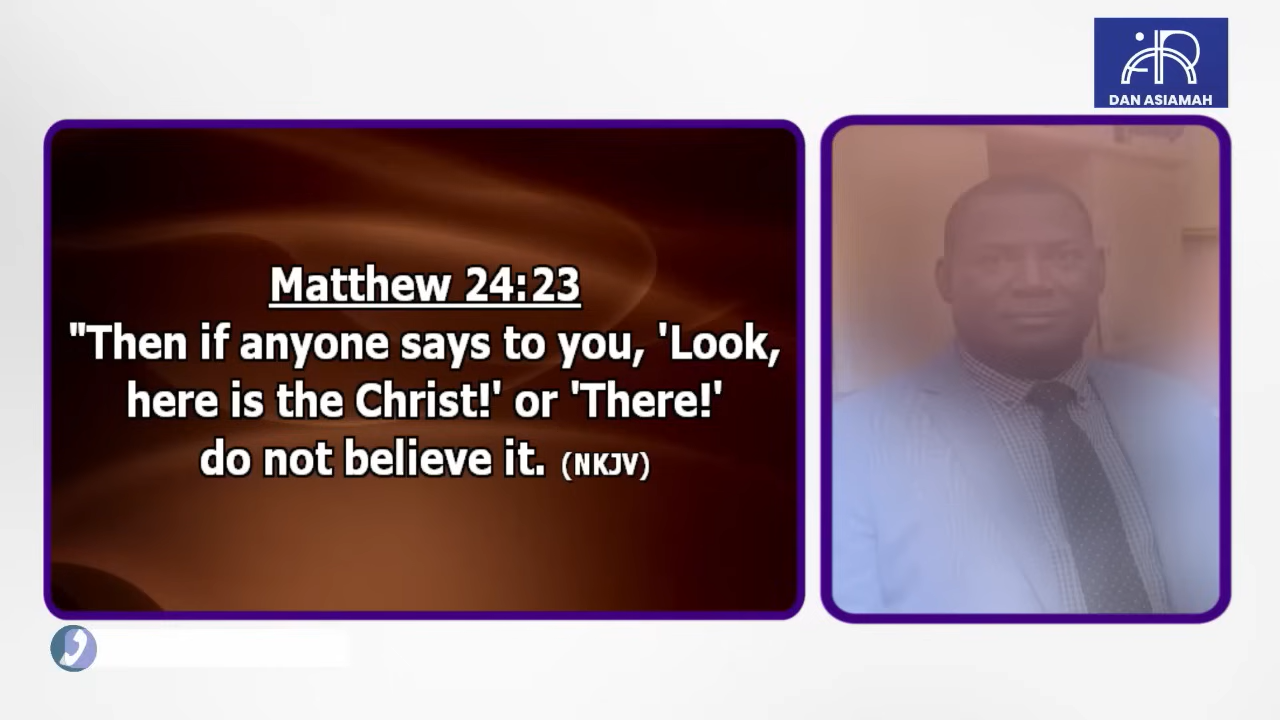 DAN ASIAMAH
Matthew 24:23
"Then if anyone says to you, 'Look,
here is the Christ!' or 'There!'
do not believe it. (NKJV)